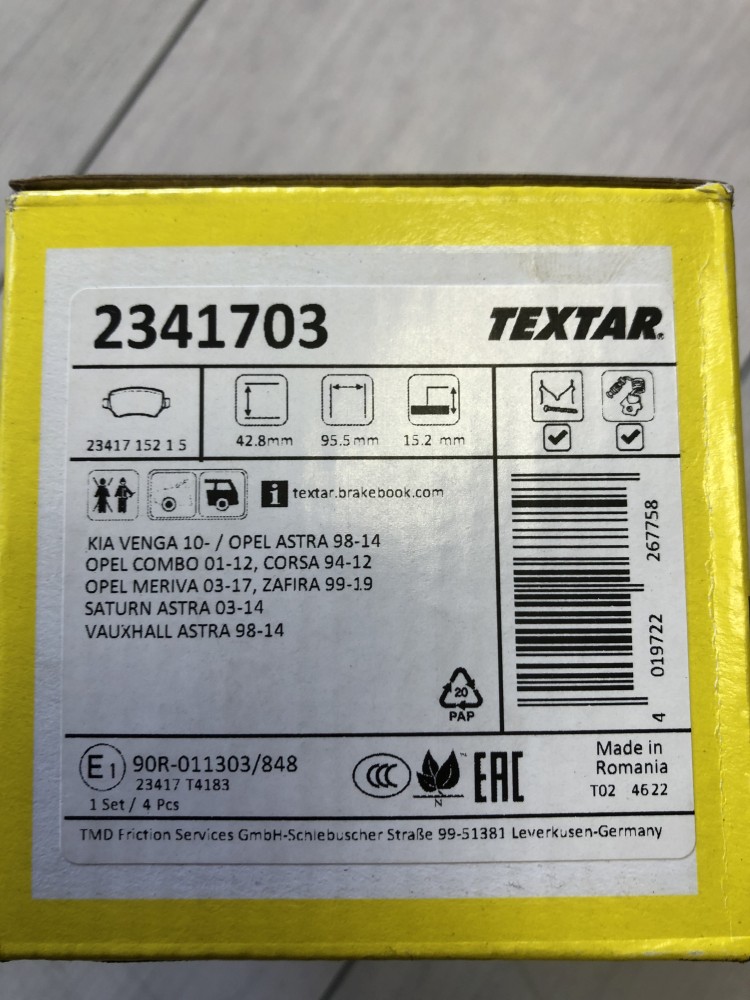 2341703
TEXTAR
23417 152 1 5
42.8mm
95.5 mm
15.2 mm
i textar.brakebook.com
KIA VENGA 10- / OPEL ASTRA 98-14
OPEL COMBO 01-12, CORSA 94-12
OPEL MERIVA 03-17, ZAFIRA 99-19
SATURN ASTRA 03-14
VAUXHALL ASTRA 98-14
4 019722 267758
20
PAP
E1 90R-011303/848
23417 T4183
1 Set / 4 Pcs
CCC
N
EAC
Made in
Romania
T02 4622
TMD Friction Services GmbH-Schlebuscher Straße 99-51381 Leverkusen-Germany